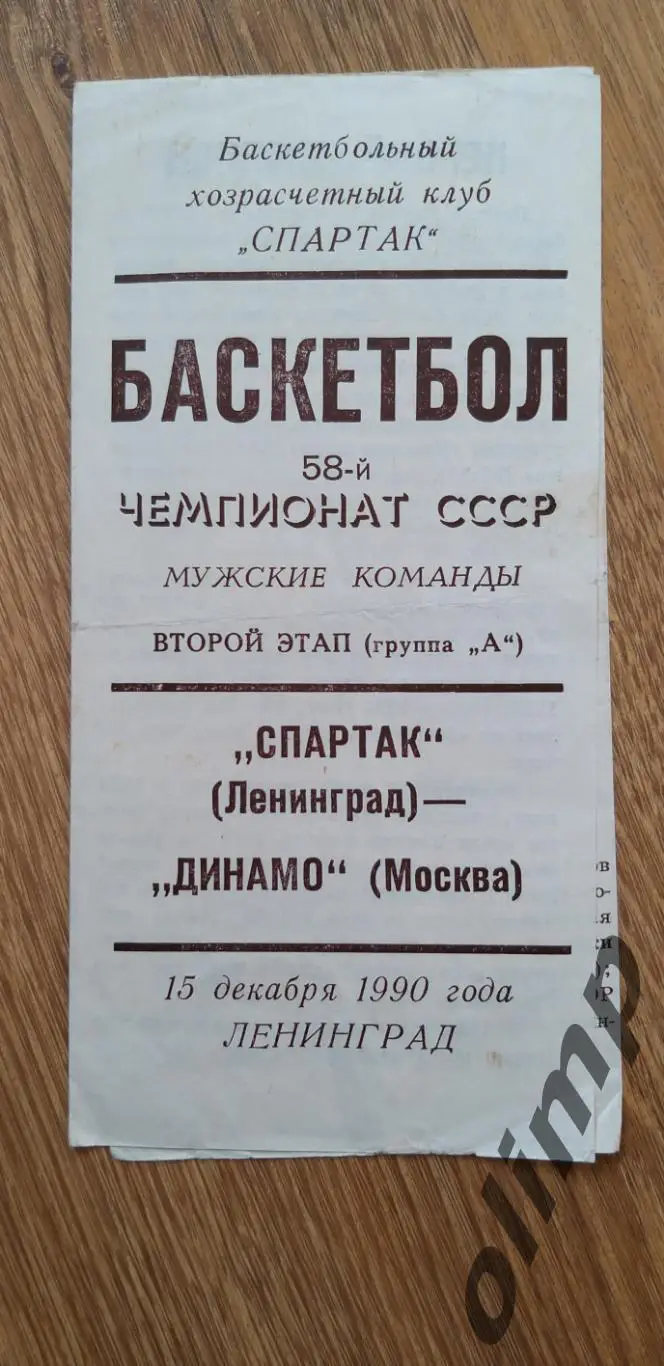 Баскетбольный
хозрасчетный клуб
„СПАРТАК“
БАСКЕТБОЛ
58-й
ЧЕМПИОНАТ СССР
МУЖСКИЕ КОМАНДЫ
ВТОРОЙ ЭТАП (группа „А“)
„СПАРТАК“
(Ленинград)—
„ДИНАМО“ (Москва)
15 декабря 1990 года
ЛЕНИНГРАД
olimp